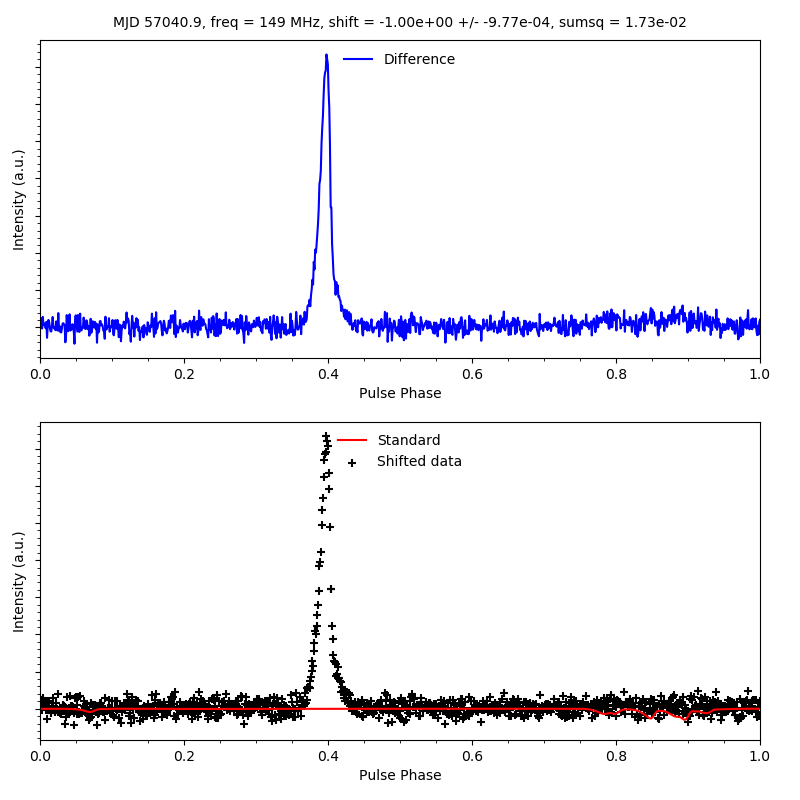 MJD 57040.9, freq = 149 MHz, shift = -1.00e+00 +/- -9.77e-04, sumsq = 1.73e-02
Difference
Intensity (a.u.)
0.0 0.2 0.4 0.6 0.8 1.0
Pulse Phase
Standard
Shifted data
Intensity (a.u.)
0.0 0.2 0.4 0.6 0.8 1.0
Pulse Phase